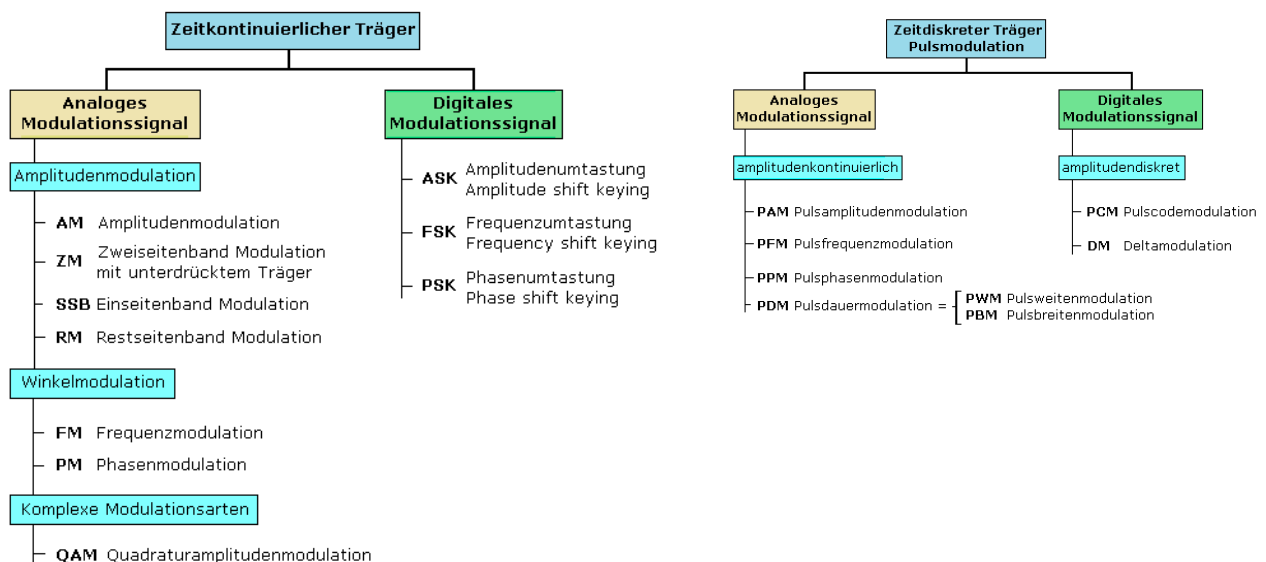 Zeitkontinuierlicher Träger
Analoges
Modulationssignal
Digitales
Modulationssignal
Amplitudenmodulation
AM Amplitudenmodulation
ZM Zweiseitenband Modulation
mit unterdrücktem Träger
SSB Einseitenband Modulation
RM Restseitenband Modulation
Winkelmodulation
FM Frequenzmodulation
PM Phasenmodulation
Komplexe Modulationsarten
QAM Quadraturamplitudenmodulation
ASK Amplitudenumtastung
Amplitude shift keying
FSK Frequenzumtastung
Frequency shift keying
PSK Phasenumtastung
Phase shift keying
Zeitdiskreter Träger
Pulsmodulation
Analoges
Modulationssignal
Digitales
Modulationssignal
amplitudenkontinuierlich
PAM Pulsamplitudenmodulation
PFM Pulsfrequenzmodulation
PPM Pulsphasenmodulation
PDM Pulsdauermodulation = PWM Pulsweitenmodulation
PBM Pulsbreitenmodulation
amplitudendiskret
PCM Pulscodemodulation
DM Deltamodulation